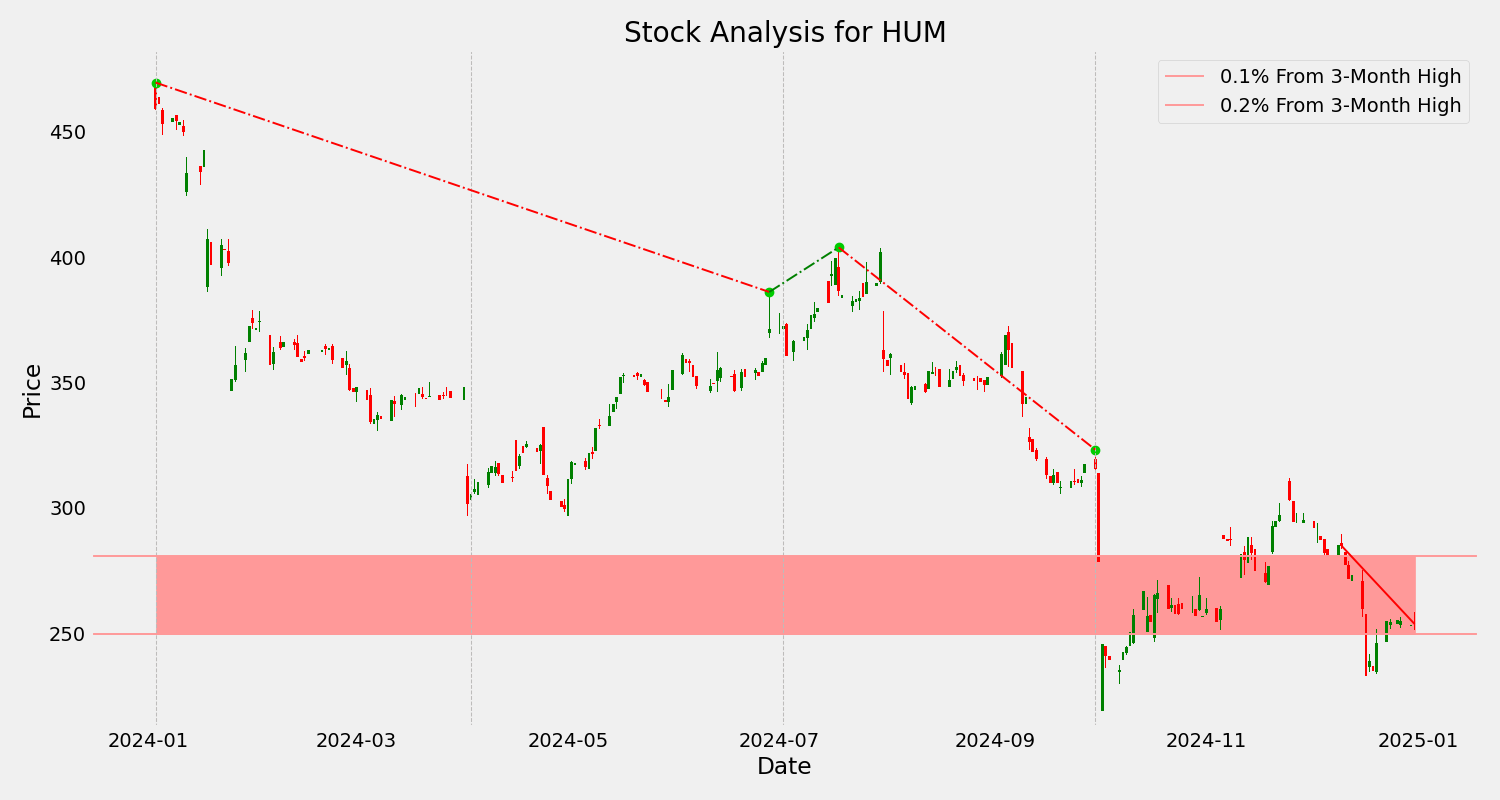 Stock Analysis for HUM
0.1% From 3-Month High
0.2% From 3-Month High
450
400
350
300
250
Price
2024-01
2024-03
2024-05
2024-07
2024-09
2024-11
2025-01
Date